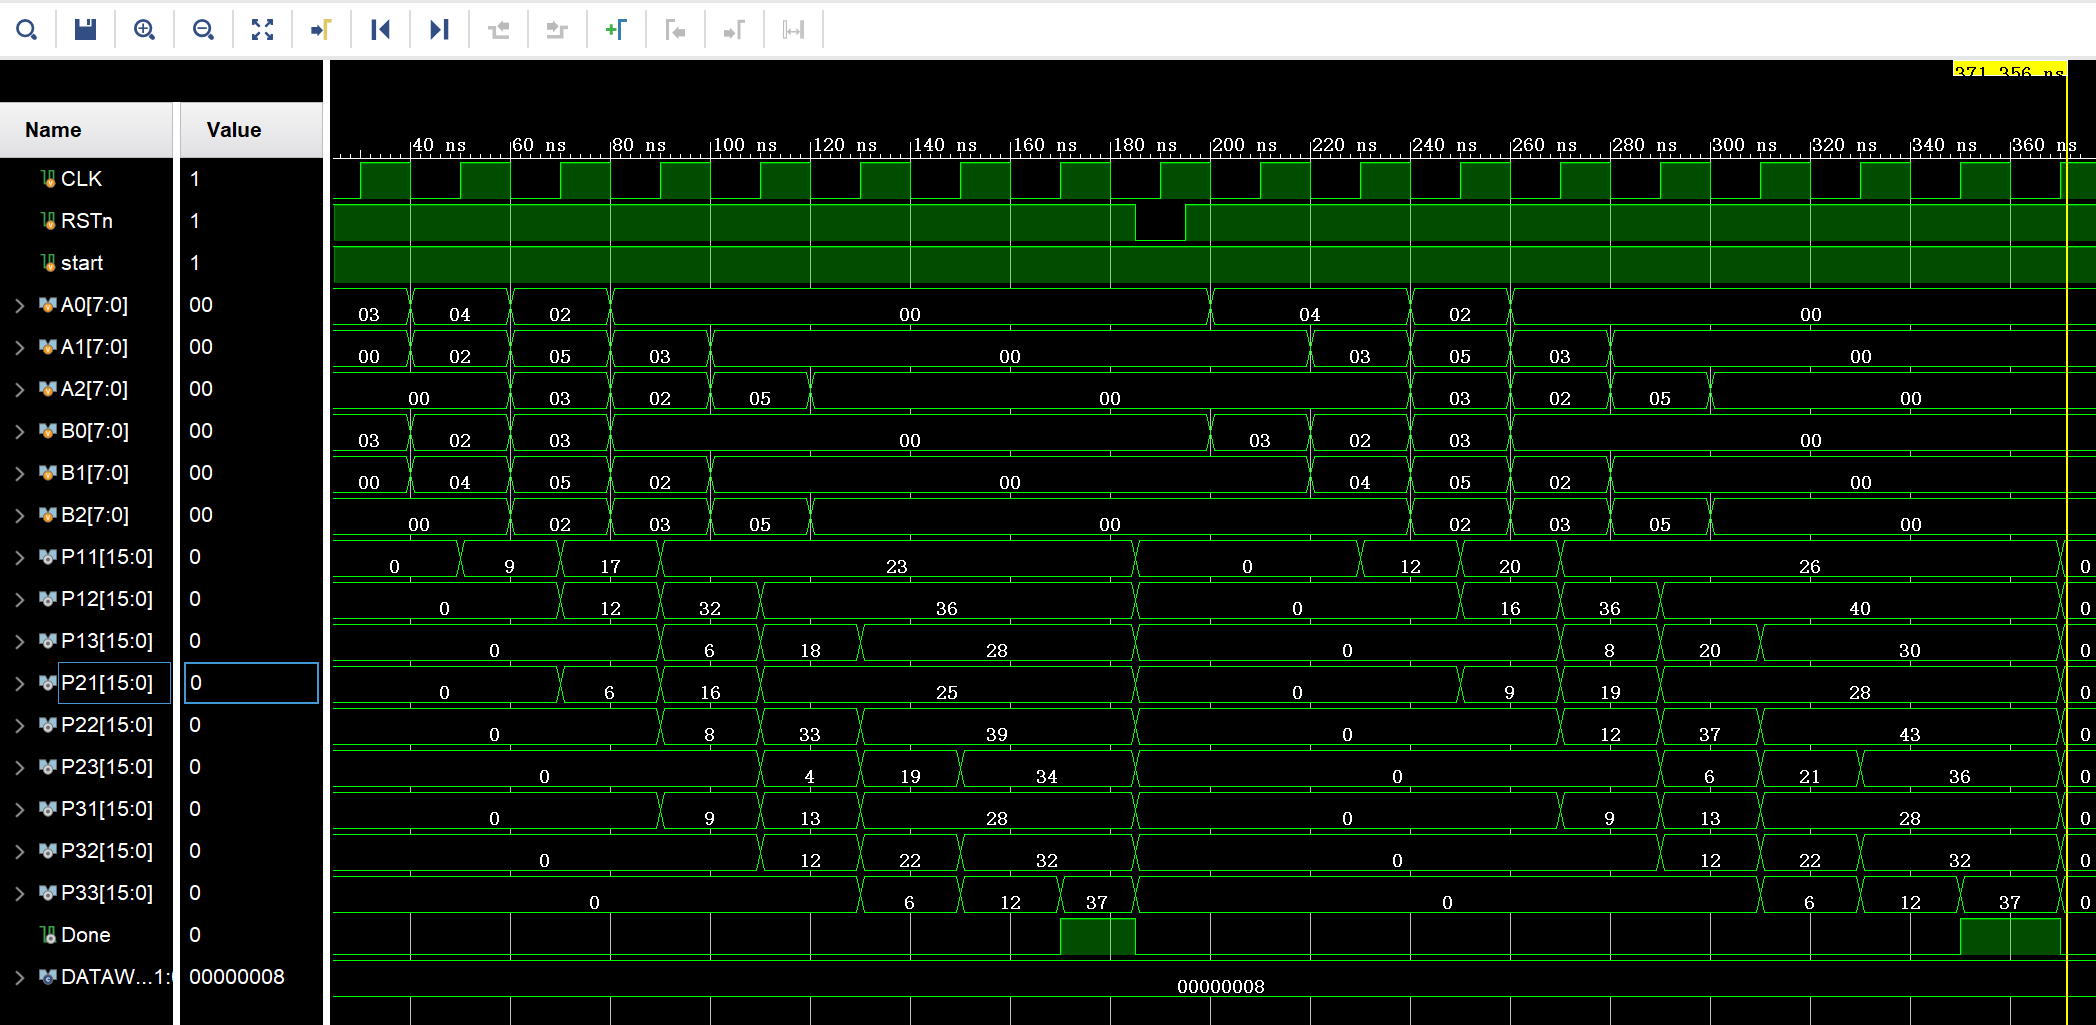 371.356 ns
Name Value
40 ns 60 ns 80 ns 100 ns 120 ns 140 ns 160 ns 180 ns 200 ns 220 ns 240 ns 260 ns 280 ns 300 ns 320 ns 340 ns 360 ns
CLK 1
RSTn 1
start 1
A0[7:0] 00 03 04 02 00 04 02 00
A1[7:0] 00 00 02 05 03 00 03 05 03 00
A2[7:0] 00 00 03 02 05 00 03 02 05 00
B0[7:0] 00 03 02 03 00 03 02 03 00
B1[7:0] 00 00 04 05 02 00 04 05 02 00
B2[7:0] 00 00 02 03 05 00 02 03 05 00
P11[15:0] 0 0 9 17 23 0 12 20 26 0
P12[15:0] 0 0 12 32 36 0 16 36 40 0
P13[15:0] 0 0 6 18 28 0 8 20 30 0
P21[15:0] 0 0 6 16 25 0 9 19 28 0
P22[15:0] 0 0 8 33 39 0 12 37 43 0
P23[15:0] 0 0 4 19 34 0 6 21 36 0
P31[15:0] 0 0 9 13 28 0 9 13 28 0
P32[15:0] 0 0 12 22 32 0 12 22 32 0
P33[15:0] 0 0 6 12 37 0 6 12 37 0
Done 0
DATAW...1:0 00000008 00000008